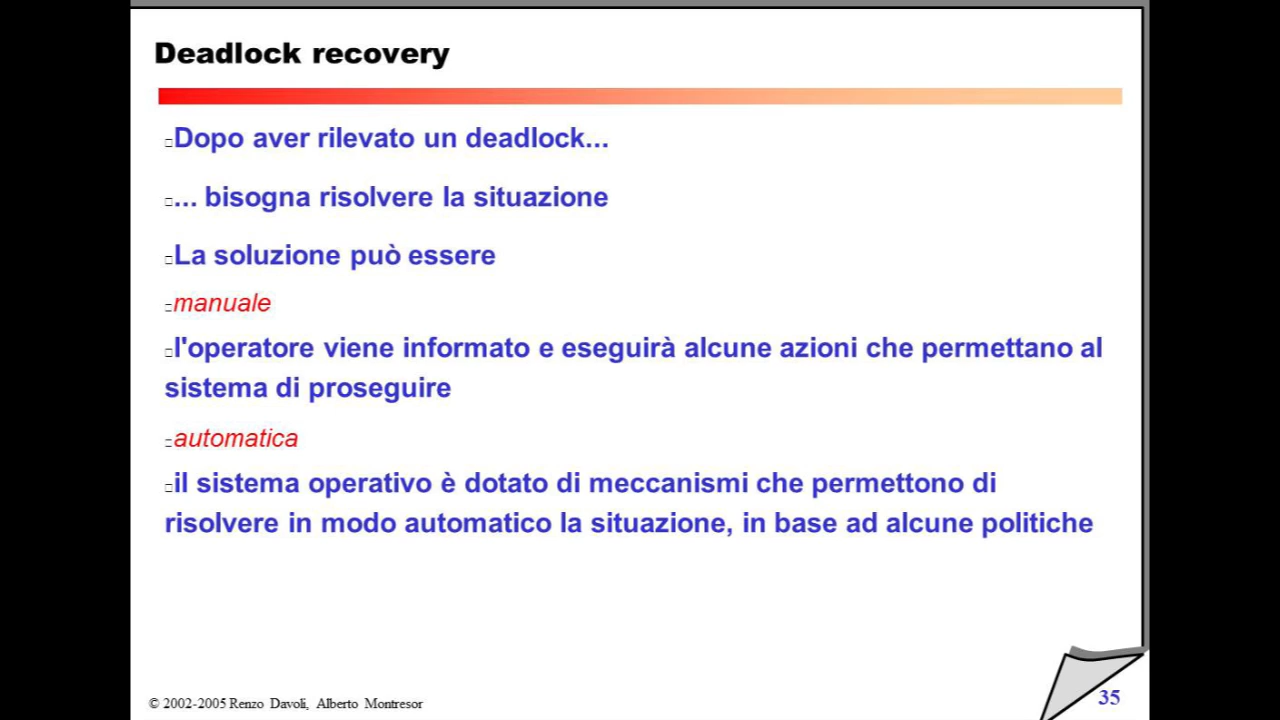 Deadlock recovery
Dopo aver rilevato un deadlock...
... bisogna risolvere la situazione
La soluzione può essere
manuale
l'operatore viene informato e eseguirà alcune azioni che permettano al
sistema di proseguire
automatica
il sistema operativo è dotato di meccanismi che permettono di
risolvere in modo automatico la situazione, in base ad alcune politiche
© 2002-2005 Renzo Davoli, Alberto Montresor
35